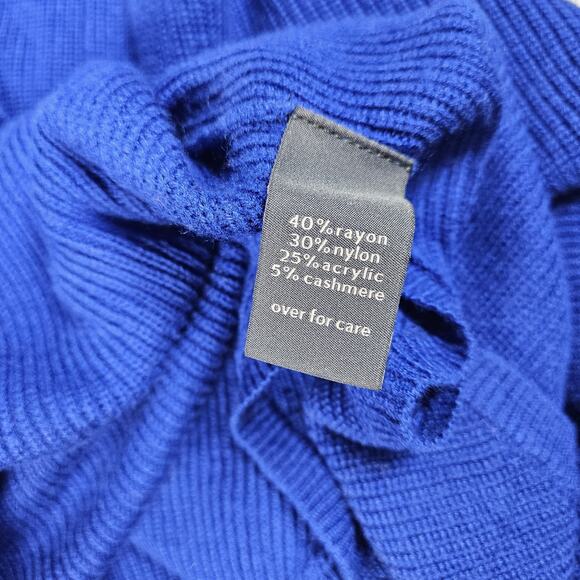 40%rayon
30%nylon
25%acrylic
5% cashmere
over for care